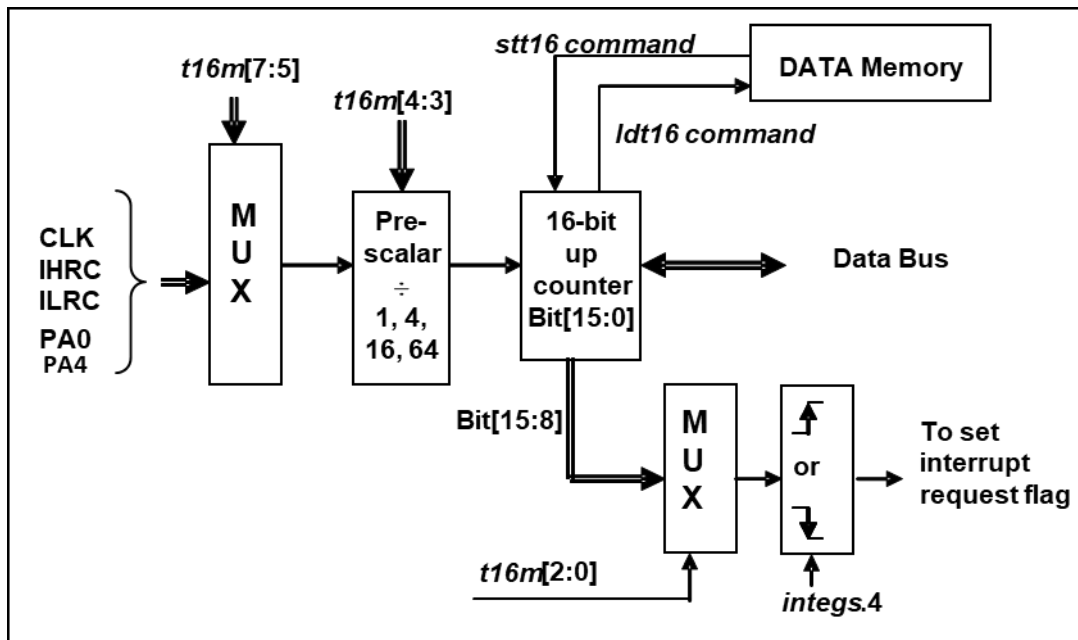 stt16 command
DATA Memory
t16m[7:5]
t16m[4:3]
ldt16 command
CLK
IHRC
ILRC
PA0
PA4
M
U
X
Pre-
scalar
÷
1, 4,
16, 64
16-bit
up
counter
Bit[15:0]
Data Bus
Bit[15:8]
M
U
X
or
To set
interrupt
request flag
t16m[2:0]
integs.4